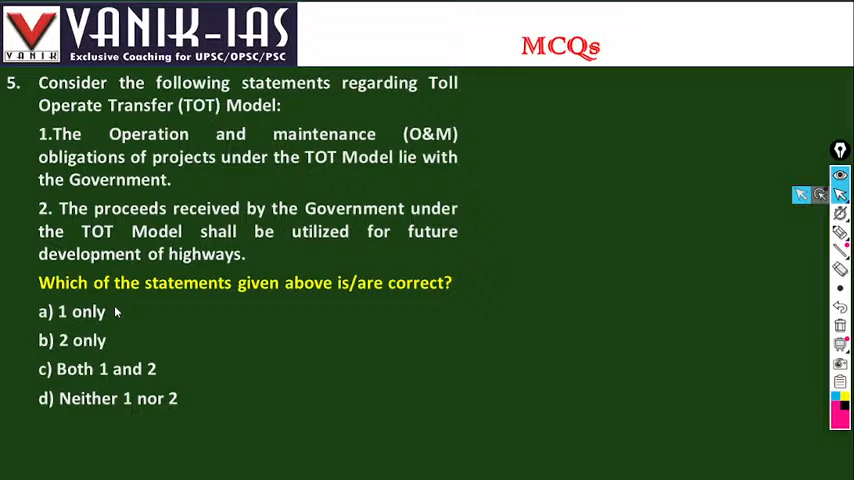 VANIK-IAS
VANIK
Exclusive Coaching for UPSC/OPSC/PSC
MCQs
5. Consider the following statements regarding Toll
Operate Transfer (TOT) Model:
1.The Operation and maintenance (O&M)
obligations of projects under the TOT Model lie with
the Government.
2. The proceeds received by the Government under
the TOT Model shall be utilized for future
development of highways.
Which of the statements given above is/are correct?
a) 1 only
b) 2 only
c) Both 1 and 2
d) Neither 1 nor 2